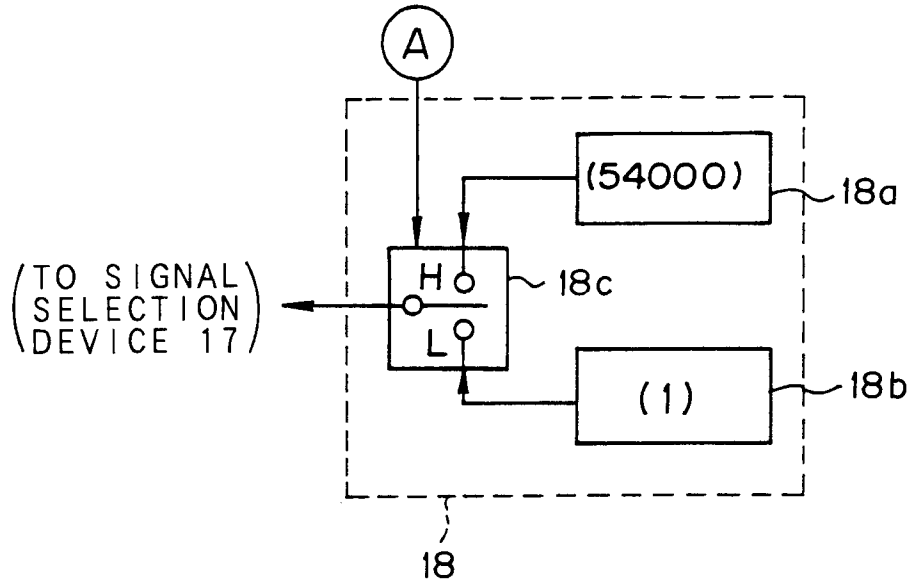 A
(54000)
18a
H
18c
(TO SIGNAL
SELECTION
DEVICE 17)
L
(1)
18b
18